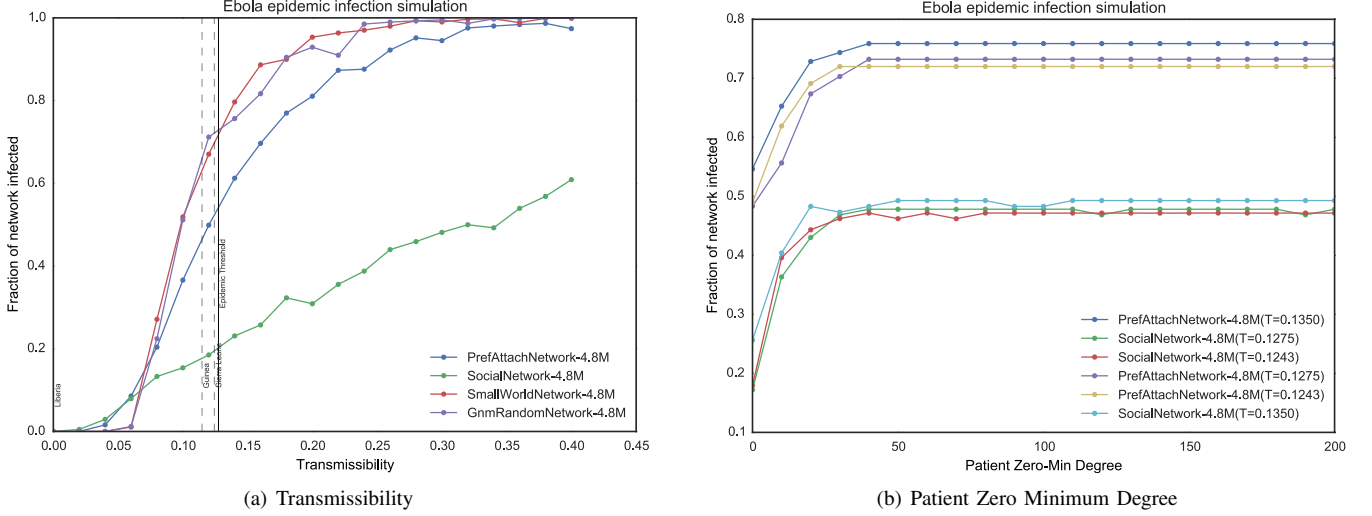 Ebola epidemic infection simulation
1.0
0.8
0.6
0.4
0.2
0.0
Fraction of network infected
Liberia
Guinea
Sierra Leone
Epidemic Threshold
PrefAttachNetwork-4.8M
SocialNetwork-4.8M
SmallWorldNetwork-4.8M
GnmRandomNetwork-4.8M
0.00 0.05 0.10 0.15 0.20 0.25 0.30 0.35 0.40 0.45
Transmissibility
(a) Transmissibility
Ebola epidemic infection simulation
0.8
0.7
0.6
0.5
0.4
0.3
0.2
0.1
Fraction of network infected
PrefAttachNetwork-4.8M(T=0.1350)
SocialNetwork-4.8M(T=0.1275)
SocialNetwork-4.8M(T=0.1243)
PrefAttachNetwork-4.8M(T=0.1275)
PrefAttachNetwork-4.8M(T=0.1243)
SocialNetwork-4.8M(T=0.1350)
0 50 100 150 200
Patient Zero-Min Degree
(b) Patient Zero Minimum Degree